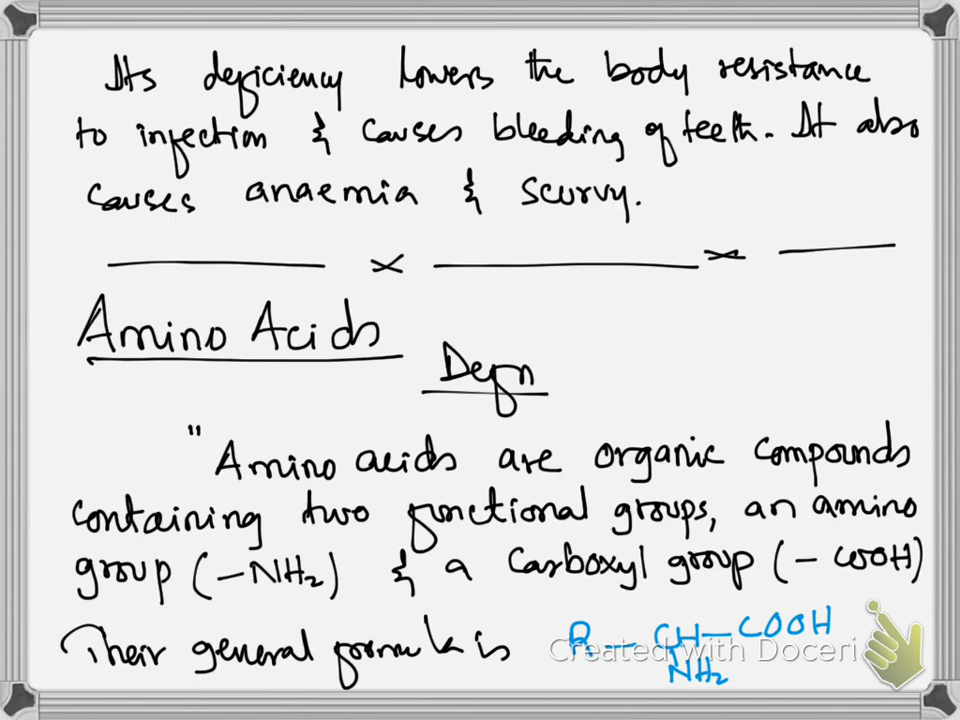 Its deficiency lowers the body resistance
to infection & causes bleeding of teeth. It also
causes anaemia & scurvy.
Amino Acids
Defn
" Amino acids are organic compounds
containing two functional groups, an amino
group (-NH₂) & a Carboxyl group (- COOH)
Their general formula is R - CH - COOH
NH₂
Created with Doceri